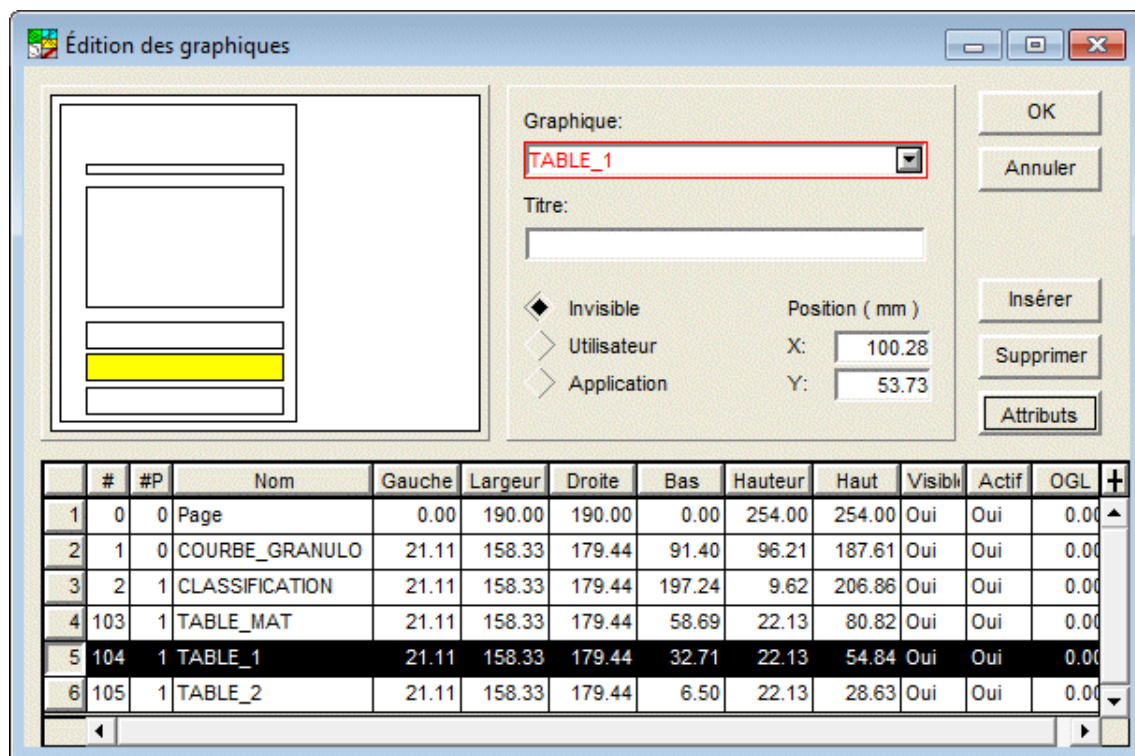 Édition des graphiques
Graphique:
TABLE_1
Titre:
Invisible
Utilisateur
Application
Position ( mm )
X: 100.28
Y: 53.73
OK
Annuler
Insérer
Supprimer
Attributs
# #P Nom Gauche Largeur Droite Bas Hauteur Haut Visible Actif OGL
1 0 0 Page 0.00 190.00 190.00 0.00 254.00 254.00 Oui Oui 0.00
2 1 0 COURBE_GRANULO 21.11 158.33 179.44 91.40 96.21 187.61 Oui Oui 0.00
3 2 1 CLASSIFICATION 21.11 158.33 179.44 197.24 9.62 206.86 Oui Oui 0.00
4 103 1 TABLE_MAT 21.11 158.33 179.44 58.69 22.13 80.82 Oui Oui 0.00
5 104 1 TABLE_1 21.11 158.33 179.44 32.71 22.13 54.84 Oui Oui 0.00
6 105 1 TABLE_2 21.11 158.33 179.44 6.50 22.13 28.63 Oui Oui 0.00